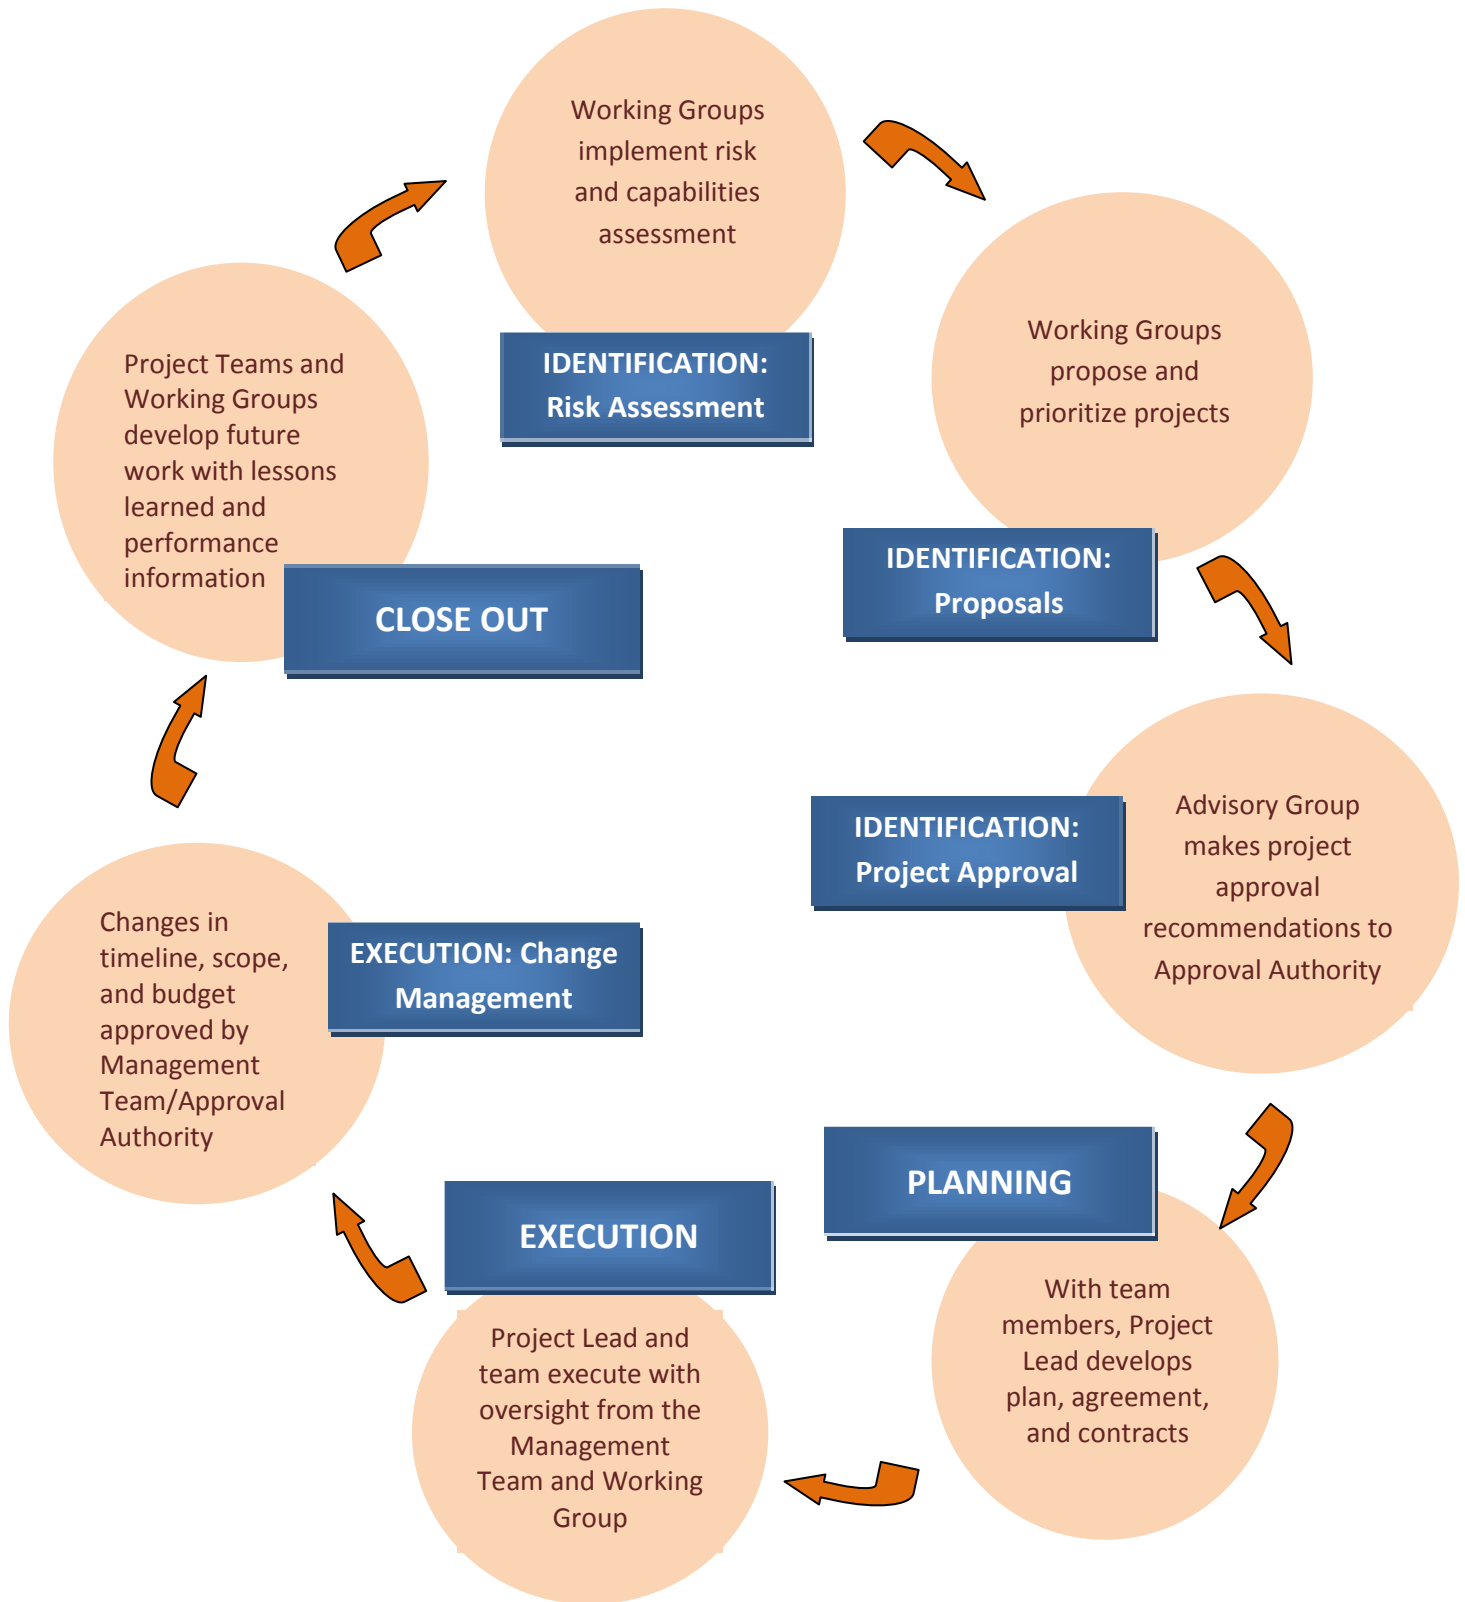 Working Groups
implement risk
and capabilities
assessment
IDENTIFICATION:
Risk Assessment
Working Groups
propose and
prioritize projects
IDENTIFICATION:
Proposals
Advisory Group
makes project
approval
recommendations to
Approval Authority
IDENTIFICATION:
Project Approval
PLANNING
With team
members, Project
Lead develops
plan, agreement,
and contracts
EXECUTION
Project Lead and
team execute with
oversight from the
Management
Team and Working
Group
EXECUTION: Change
Management
Changes in
timeline, scope,
and budget
approved by
Management
Team/Approval
Authority
Project Teams and
Working Groups
develop future
work with lessons
learned and
performance
information
CLOSE OUT